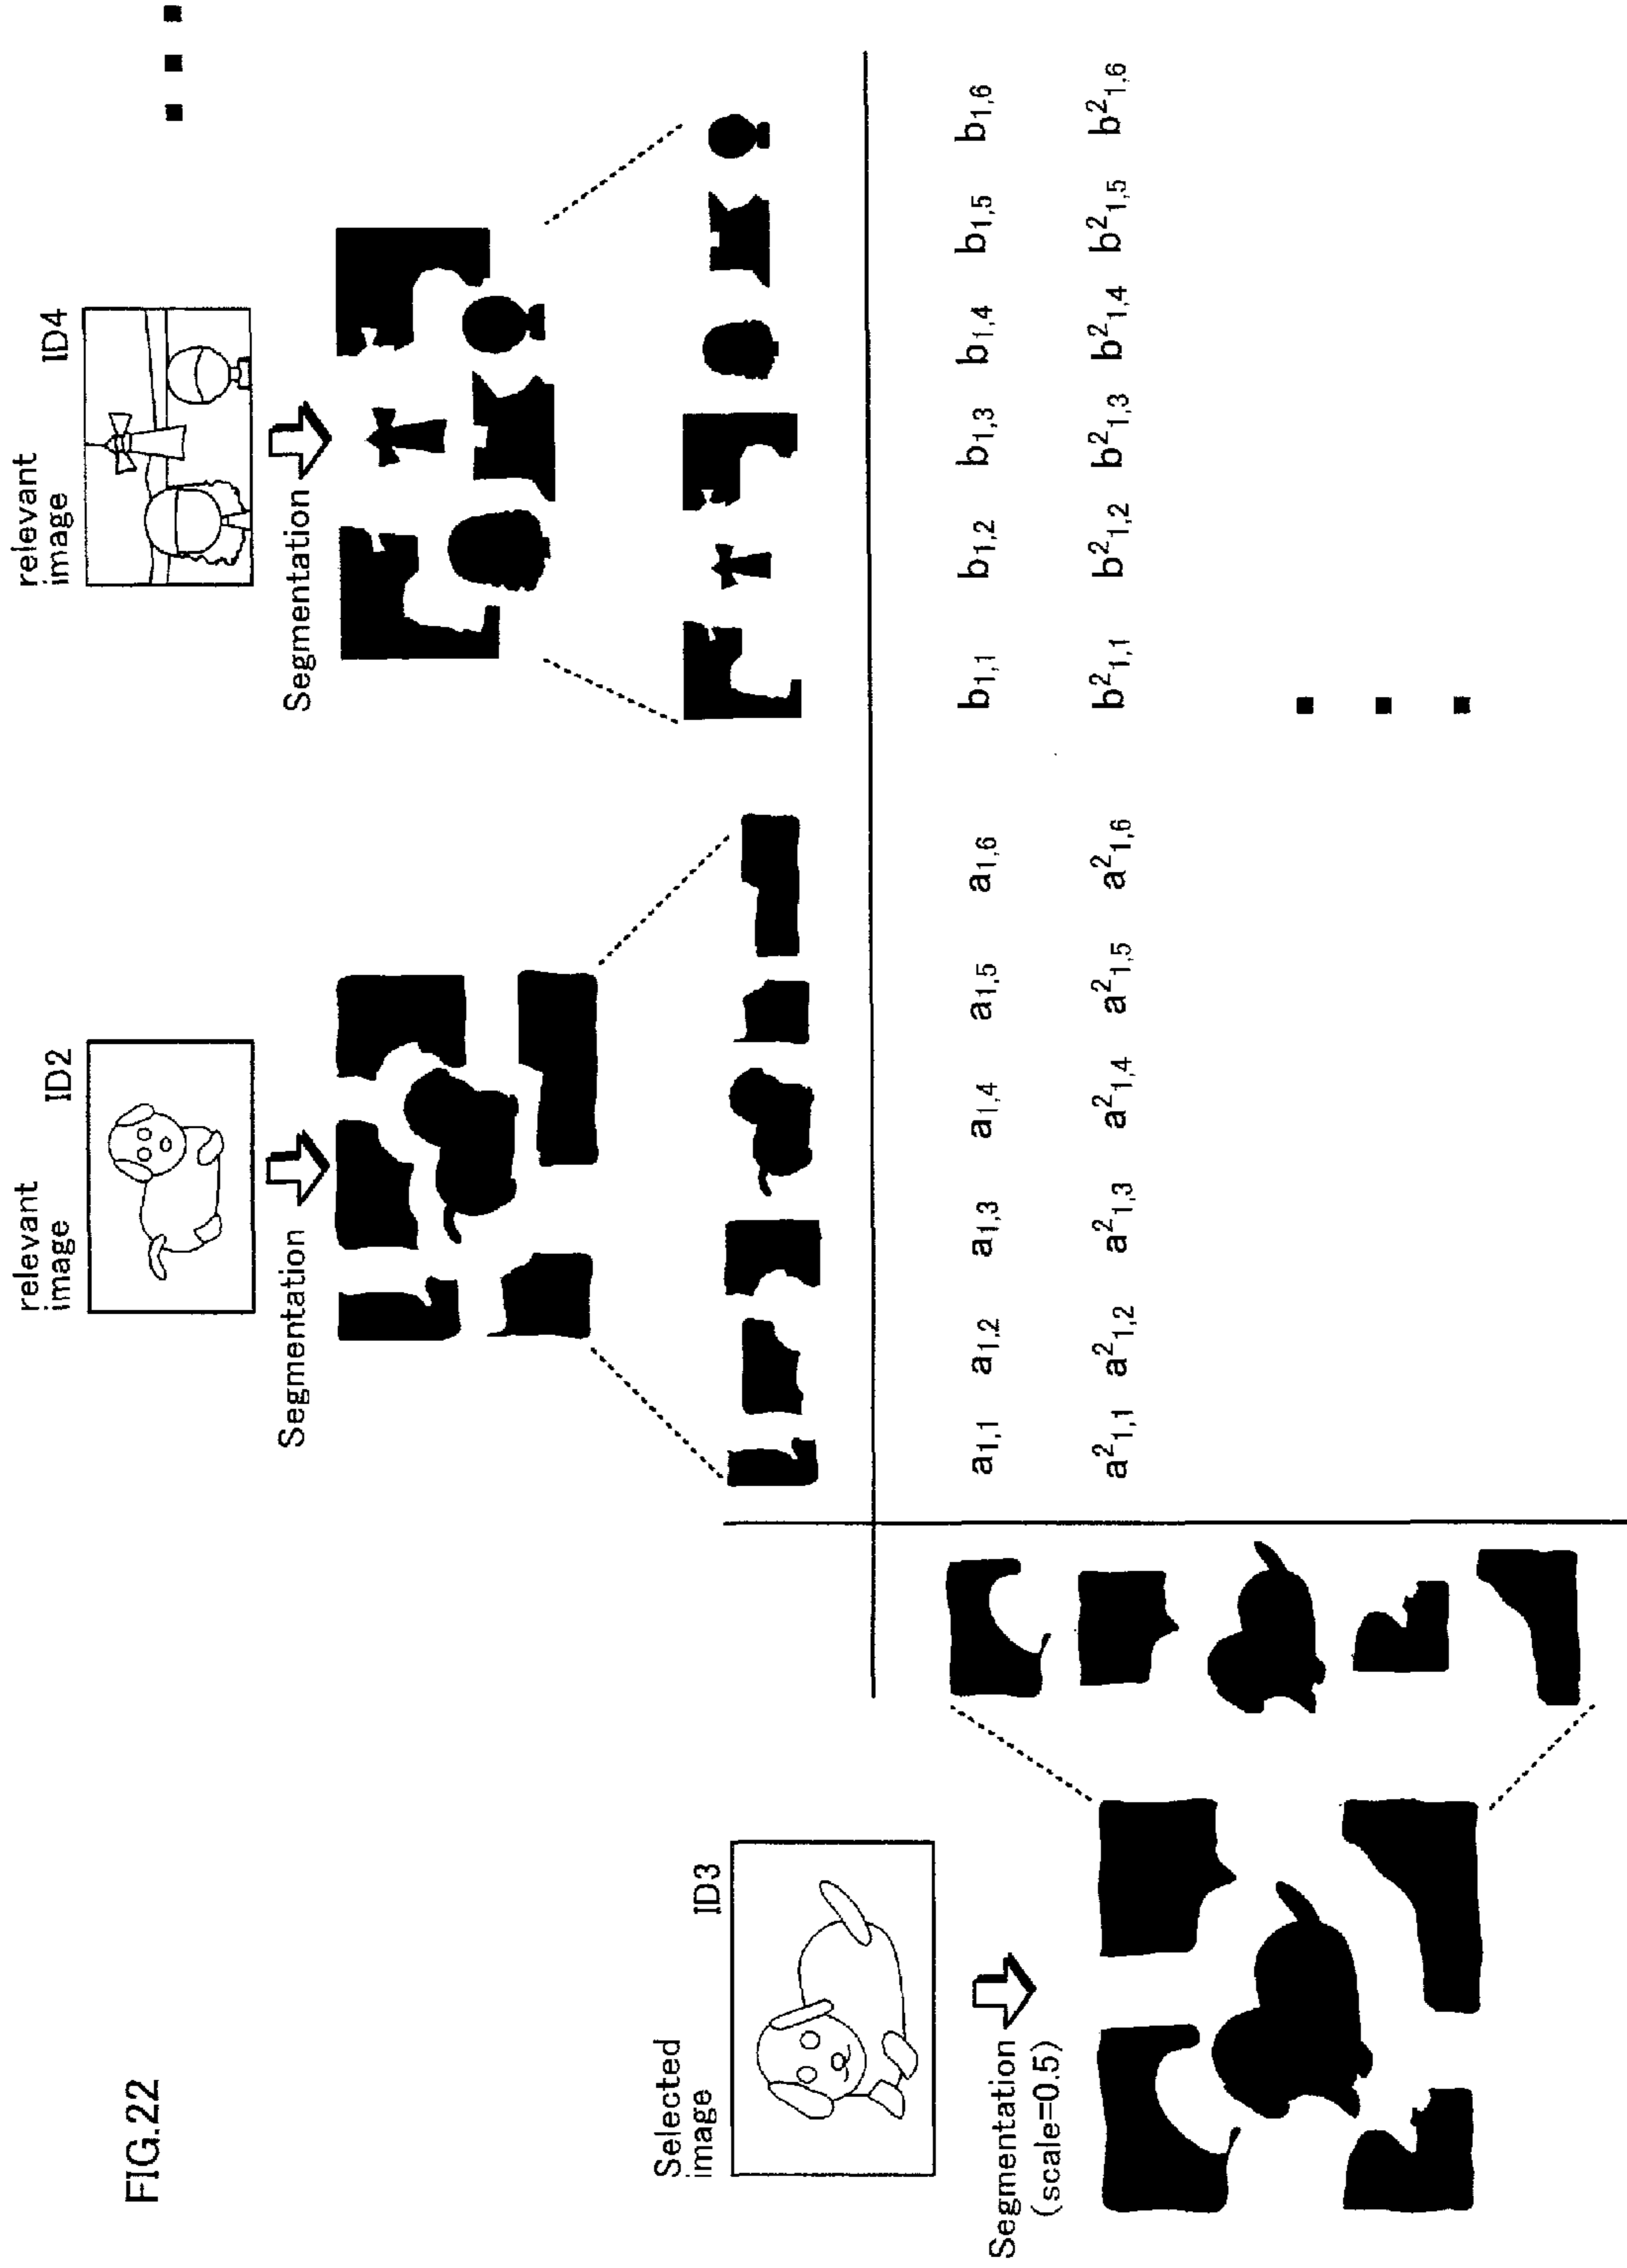 FIG.22
relevant
image
ID2
Segmentation
relevant
image
ID4
Segmentation
Selected
image
ID3
Segmentation
(scale=0.5)
a1,1 a1,2 a1,3 a1,4 a1,5 a1,6 b1,1 b1,2 b1,3 b1,4 b1,5 b1,6
a²1,1 a²1,2 a²1,3 a²1,4 a²1,5 a²1,6 b²1,1 b²1,2 b²1,3 b²1,4 b²1,5 b²1,6